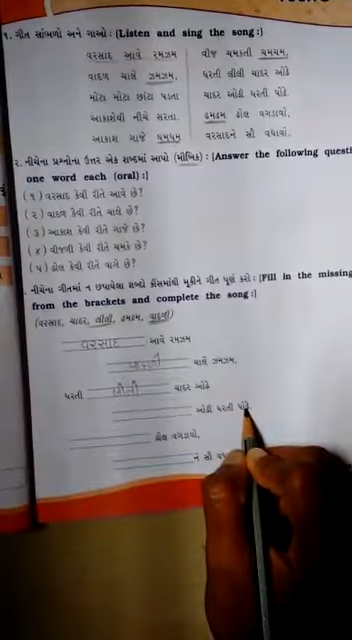 ૧. ગીત સાંભળો અને ગાઓ : (Listen and sing the song :)
વરસાદ આવે રમઝમ
વાદળ ચાલે ઝમઝમ,
મોટા મોટા છાંટા પડતા
આકાશેથી નીચે સરતા.
આકાશ ગાજે ધમધમ
વીજ ચમકતી ચમચમ,
ધરતી લીલી ચાદર ઓઢે
ચાદર ઓઢી ધરતી પોઢે.
ઢમઢમ ઢોલ વગડાવો,
વરસાદને સૌ વધાવો.
૨. નીચેના પ્રશ્નોના ઉત્તર એક શબ્દમાં આપો (મૌખિક) : [Answer the following questi
one word each (oral) :]
(૧) વરસાદ કેવી રીતે આવે છે?
(૨) વાદળ કેવી રીતે ચાલે છે?
(૩) આકાશ કેવી રીતે ગાજે છે?
(૪) વીજળી કેવી રીતે ચમકે છે?
(૫) ઢોલ કેવી રીતે વાગે છે?
નીચેના ગીતમાં ન છપાયેલા શબ્દો કૌંસમાંથી મૂકીને ગીત પૂર્ણ કરો : [Fill in the missing
from the brackets and complete the song :]
(વરસાદ, ચાદર, લીલી, ઢમઢમ,
વરસાદ આવે રમઝમ
ચાલે ઝમઝમ,
ધરતી લીલી ચાદર ઓઢે
ઓઢી ધરતી પોઢે
ઢોલ વગડાવો,
ને સૌ